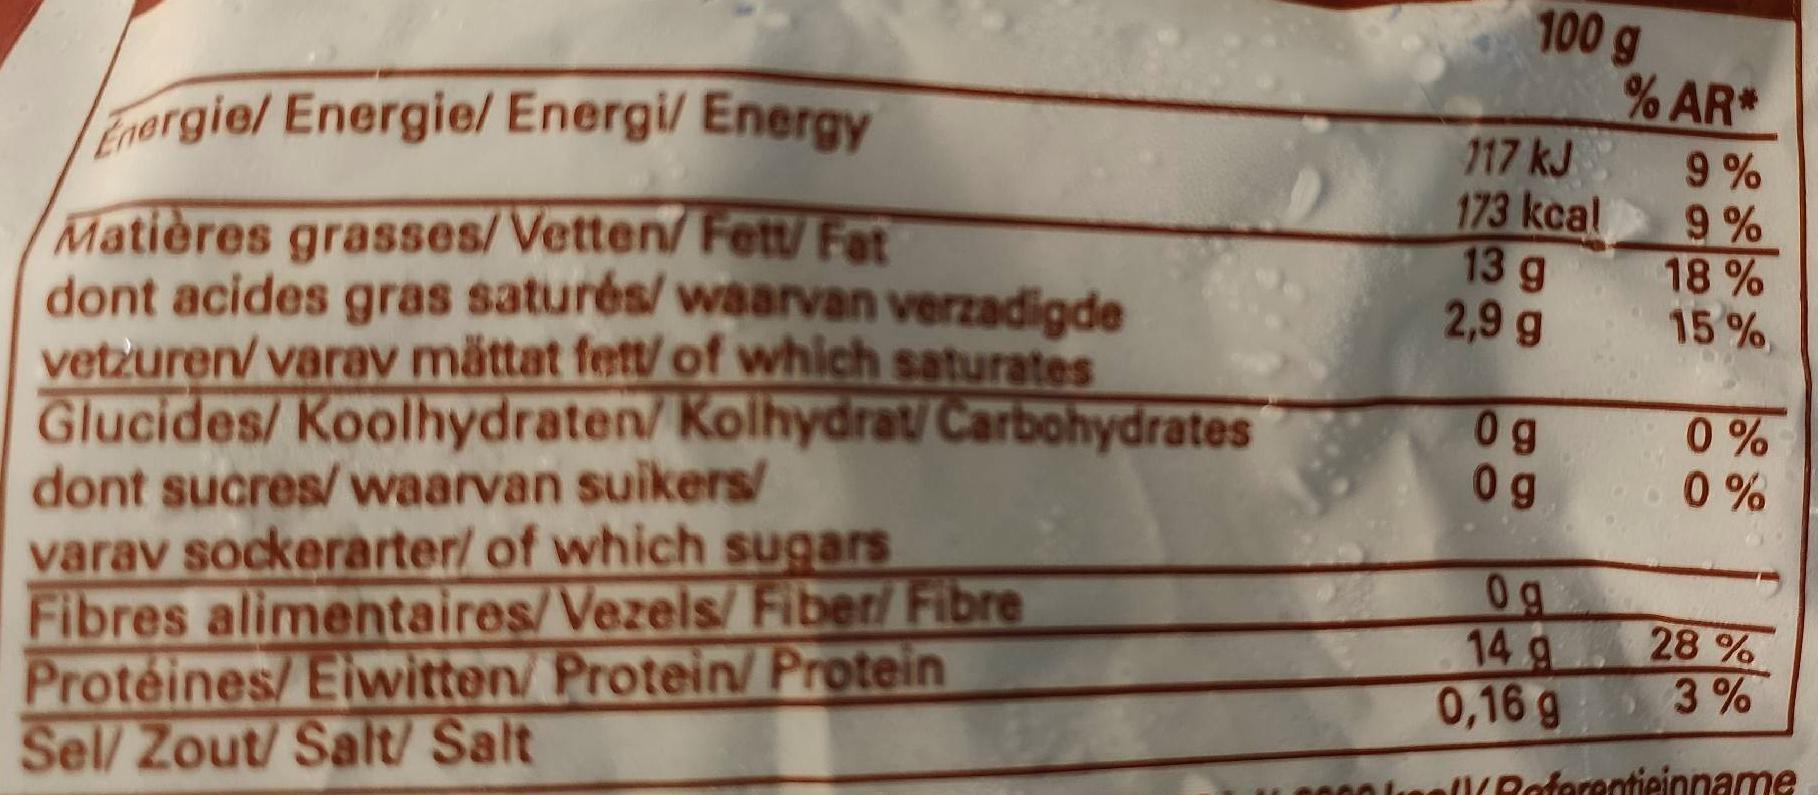 100 g
% AR*
Énergie/ Energie/ Energi/ Energy 717 kJ 9 %
173 kcal 9 %
Matières grasses/ Vetten/ Fett/ Fat 13 g 18 %
dont acides gras saturés/ waarvan verzadigde 2,9 g 15 %
vetzuren/ varav mättat fett/ of which saturates
Glucides/ Koolhydraten/ Kolhydrat/ Carbohydrates 0 g 0 %
dont sucres/ waarvan suikers/ 0 g 0 %
varav sockerarter/ of which sugars
Fibres alimentaires/ Vezels/ Fiber/ Fibre 0 g
Protéines/ Eiwitten/ Protein/ Protein 14 g 28 %
Sel/ Zout/ Salt/ Salt 0,16 g 3 %
Referentieinname